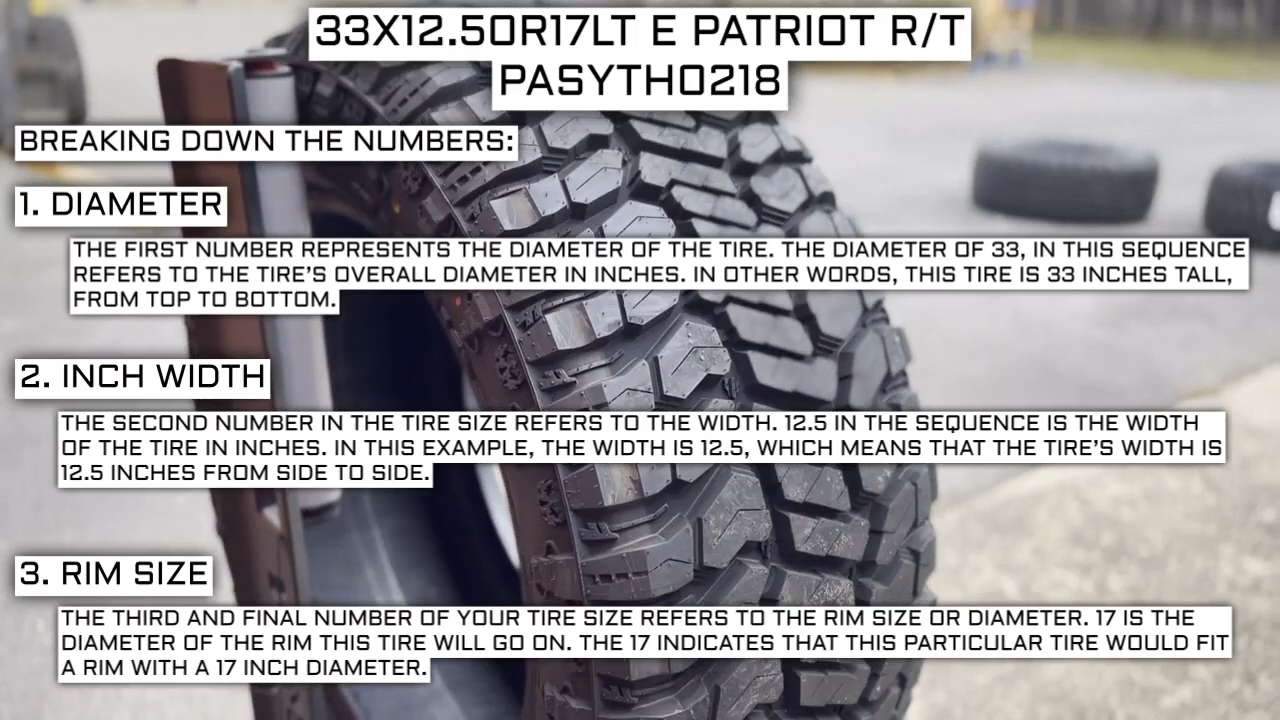 33X12.50R17LT E PATRIOT R/T
PASYTH0218
BREAKING DOWN THE NUMBERS:
1. DIAMETER
THE FIRST NUMBER REPRESENTS THE DIAMETER OF THE TIRE. THE DIAMETER OF 33, IN THIS SEQUENCE
REFERS TO THE TIRE’S OVERALL DIAMETER IN INCHES. IN OTHER WORDS, THIS TIRE IS 33 INCHES TALL,
FROM TOP TO BOTTOM.
2. INCH WIDTH
THE SECOND NUMBER IN THE TIRE SIZE REFERS TO THE WIDTH. 12.5 IN THE SEQUENCE IS THE WIDTH
OF THE TIRE IN INCHES. IN THIS EXAMPLE, THE WIDTH IS 12.5, WHICH MEANS THAT THE TIRE’S WIDTH IS
12.5 INCHES FROM SIDE TO SIDE.
3. RIM SIZE
THE THIRD AND FINAL NUMBER OF YOUR TIRE SIZE REFERS TO THE RIM SIZE OR DIAMETER. 17 IS THE
DIAMETER OF THE RIM THIS TIRE WILL GO ON. THE 17 INDICATES THAT THIS PARTICULAR TIRE WOULD FIT
A RIM WITH A 17 INCH DIAMETER.